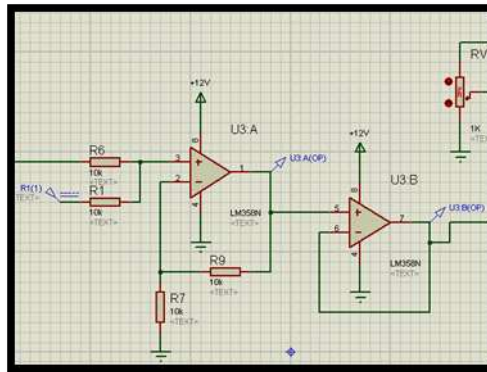 +12V
RV
U3:A
+12V
R6
10k
<TEXT>
8
3
2
1
4
U3:A(OP)
1K
<TEXT>
R1(1)
<TEXT>
R1
10k
<TEXT>
U3:B
LM358N
8
5
6
7
4
U3:B(OP)
LM358N
R9
10k
<TEXT>
R7
10k
<TEXT>